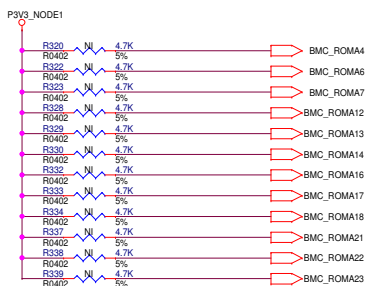 P3V3_NODE1
R320 NI 4.7K BMC_ROMA4
R0402 5%
R322 NI 4.7K BMC_ROMA6
R0402 5%
R323 NI 4.7K BMC_ROMA7
R0402 5%
R328 NI 4.7K BMC_ROMA12
R0402 5%
R329 NI 4.7K BMC_ROMA13
R0402 5%
R330 NI 4.7K BMC_ROMA14
R0402 5%
R332 NI 4.7K BMC_ROMA16
R0402 5%
R333 NI 4.7K BMC_ROMA17
R0402 5%
R334 NI 4.7K BMC_ROMA18
R0402 5%
R337 NI 4.7K BMC_ROMA21
R0402 5%
R338 NI 4.7K BMC_ROMA22
R0402 5%
R339 NI 4.7K BMC_ROMA23
R0402 5%